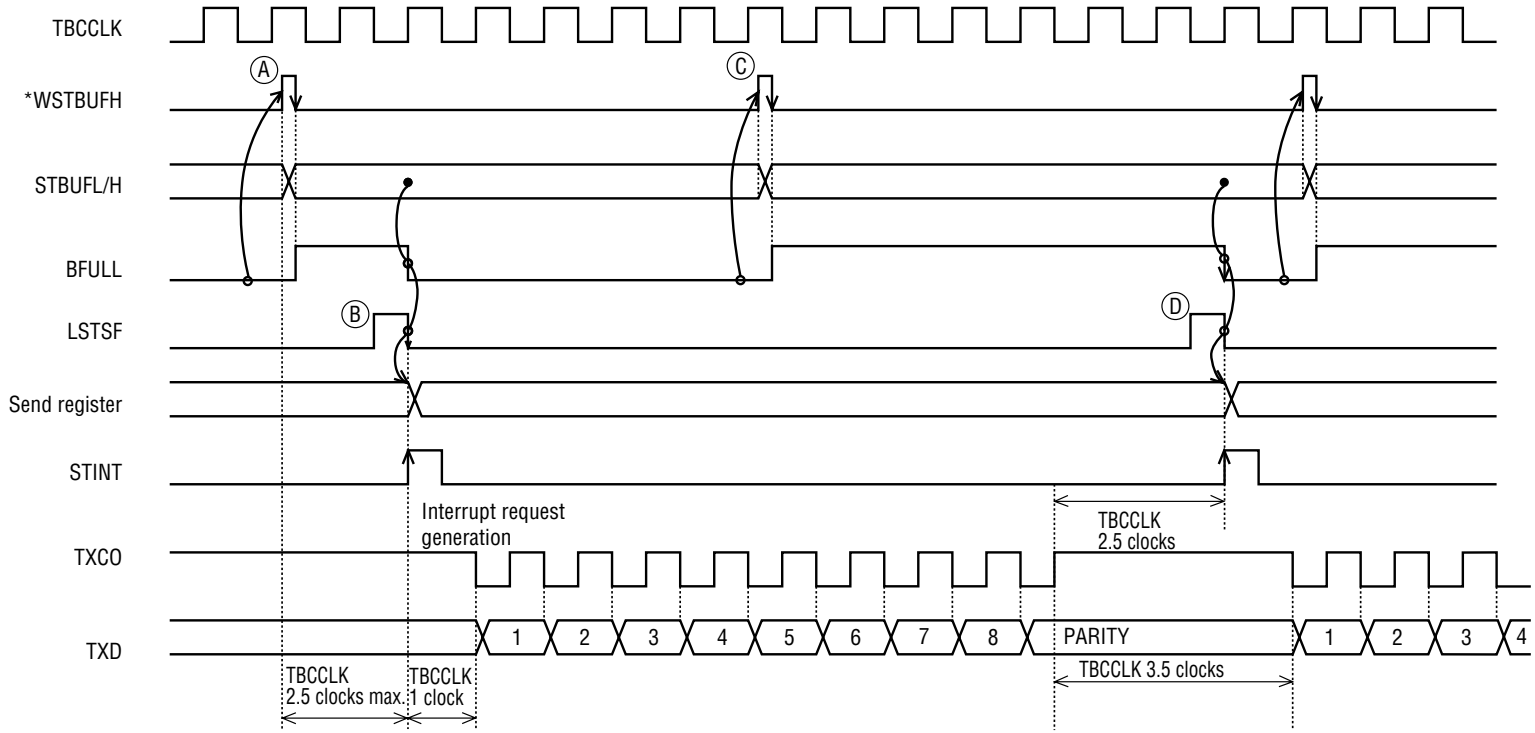 TBCCLK
Ⓐ
Ⓒ
*WSTBUFH
STBUFL/H
BFULL
Ⓑ
Ⓓ
LSTSF
Send register
STINT
Interrupt request
generation
TBCCLK
2.5 clocks
TXCO
TXD
1
2
3
4
5
6
7
8
PARITY
1
2
3
4
TBCCLK
2.5 clocks max.
TBCCLK
1 clock
TBCCLK 3.5 clocks